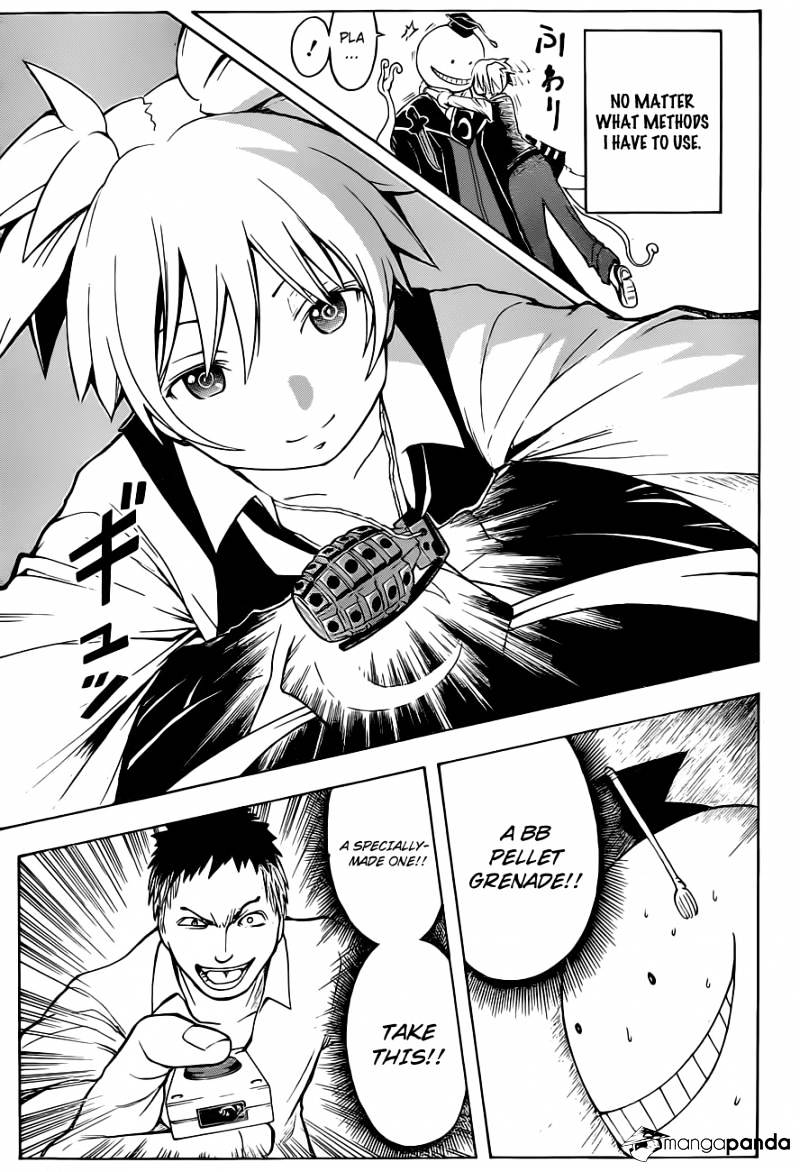 NO MATTER
WHAT METHODS
I HAVE TO USE.
ふわり
PLA
...
!
ギュッ
A BB
PELLET
GRENADE!!
A SPECIALLY-
MADE ONE!!
TAKE
THIS!!
mangapanda